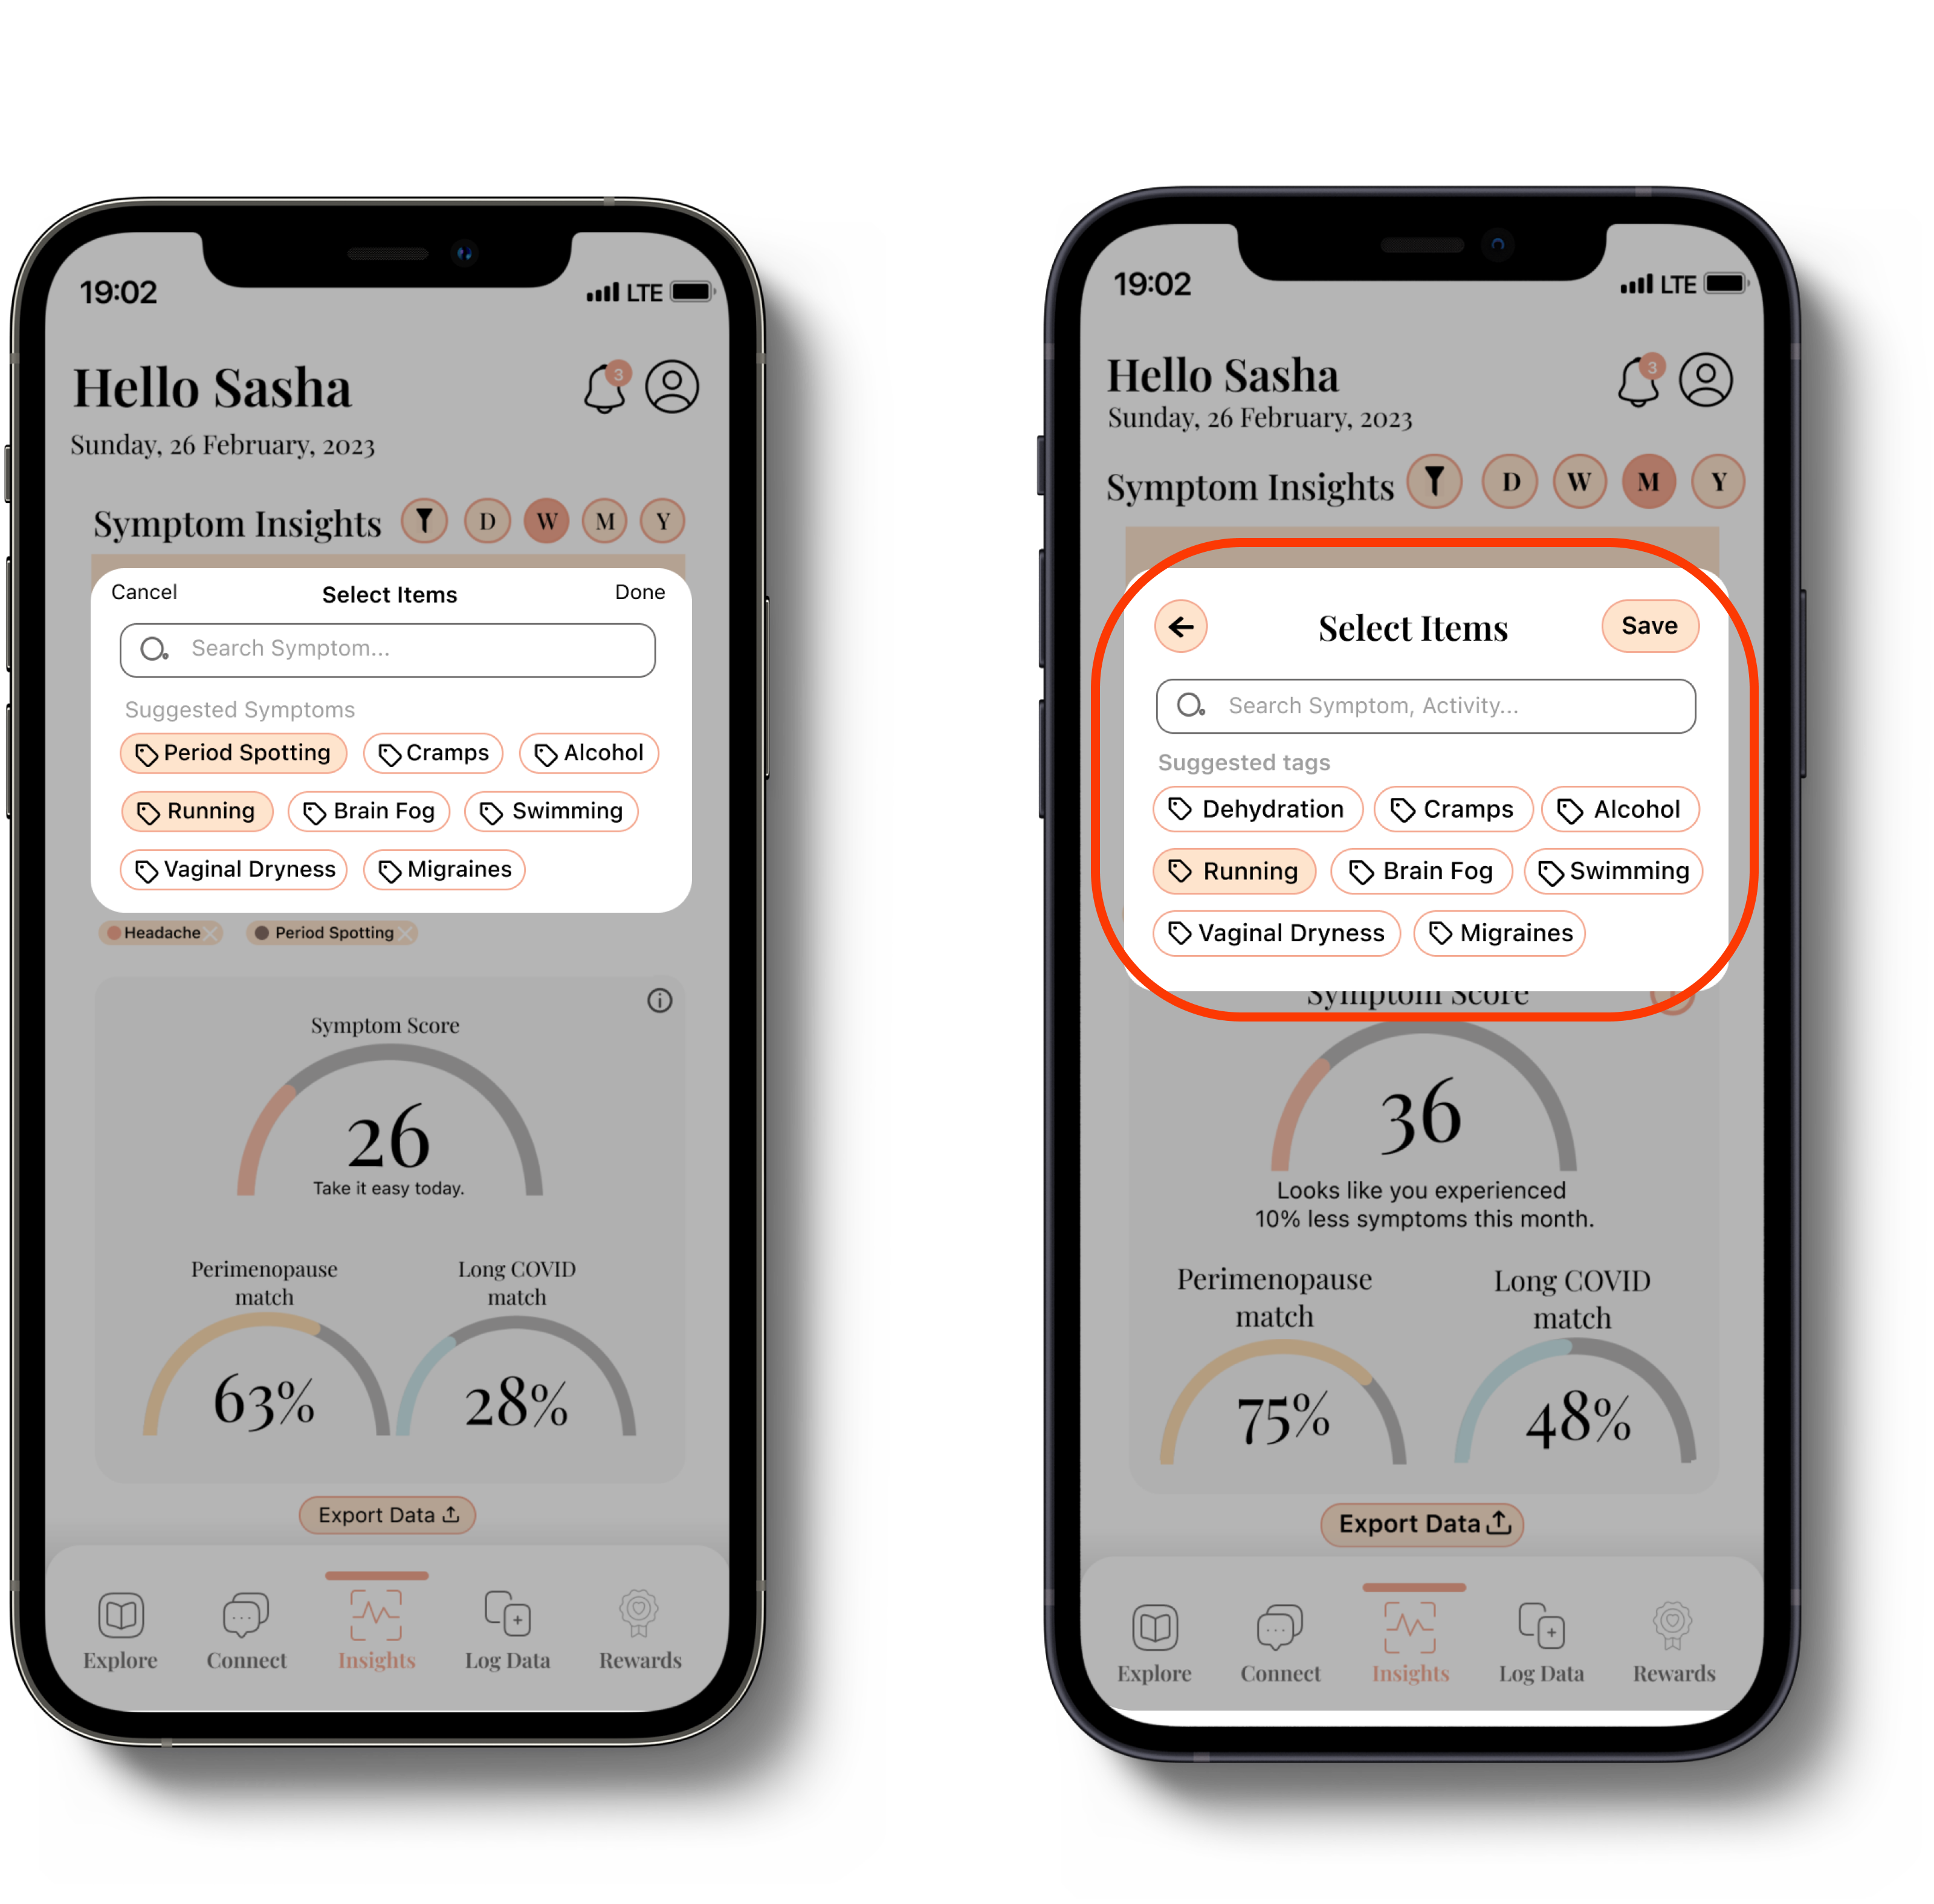 19:02
LTE
Hello Sasha
3
Sunday, 26 February, 2023
Symptom Insights D W M Y
Cancel Select Items Done
Search Symptom...
Suggested Symptoms
Period Spotting Cramps Alcohol
Running Brain Fog Swimming
Vaginal Dryness Migraines
Headache Period Spotting
Symptom Score
26
Take it easy today.
Perimenopause
match
63%
Long COVID
match
28%
Export Data
Explore Connect Insights Log Data Rewards
19:02
LTE
Hello Sasha
3
Sunday, 26 February, 2023
Symptom Insights D W M Y
Select Items Save
Search Symptom, Activity...
Suggested tags
Dehydration Cramps Alcohol
Running Brain Fog Swimming
Vaginal Dryness Migraines
Symptom Score
36
Looks like you experienced
10% less symptoms this month.
Perimenopause
match
75%
Long COVID
match
48%
Export Data
Explore Connect Insights Log Data Rewards